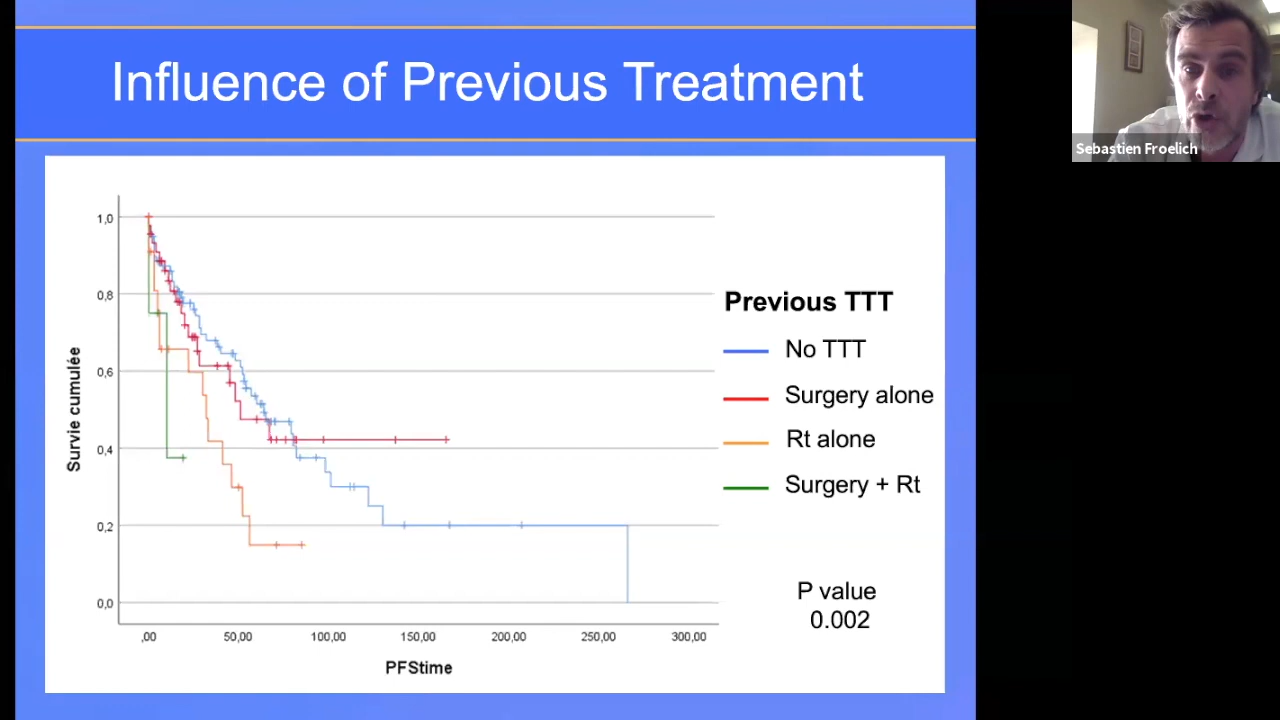 Influence of Previous Treatment
Sebastien Froelich
Survie cumulée
1,0
0,8
0,6
0,4
0,2
0,0
,00 50,00 100,00 150,00 200,00 250,00 300,00
PFStime
Previous TTT
No TTT
Surgery alone
Rt alone
Surgery + Rt
P value
0.002